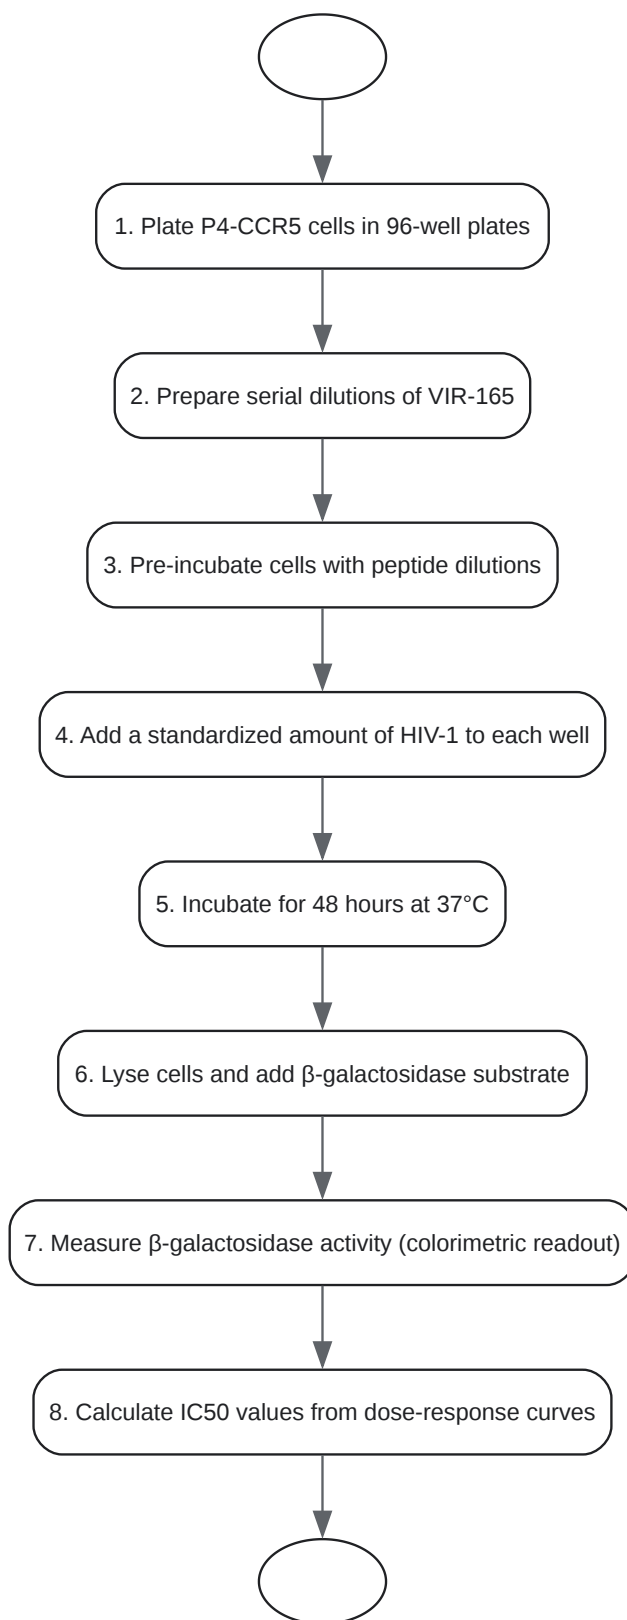 1. Plate P4-CCR5 cells in 96-well plates
2. Prepare serial dilutions of VIR-165
3. Pre-incubate cells with peptide dilutions
4. Add a standardized amount of HIV-1 to each well
5. Incubate for 48 hours at 37°C
6. Lyse cells and add β-galactosidase substrate
7. Measure β-galactosidase activity (colorimetric readout)
8. Calculate IC50 values from dose-response curves